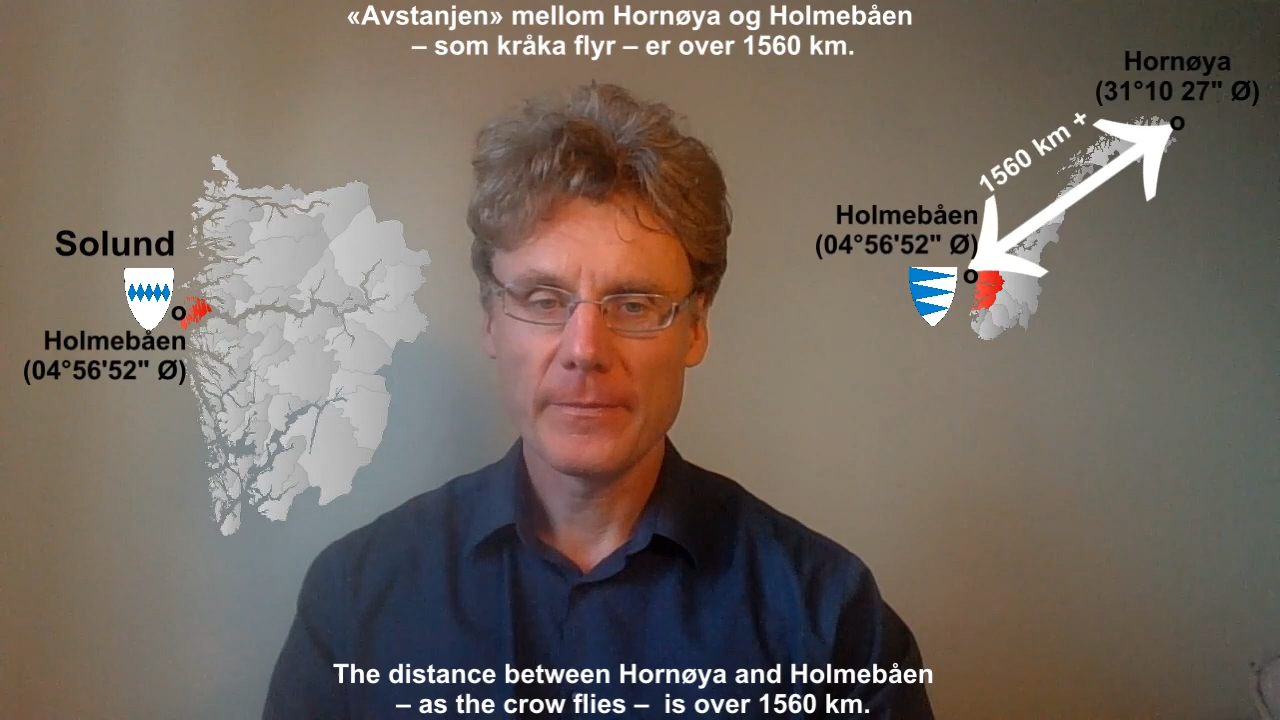 «Avstanjen» mellom Hornøya og Holmebåen
– som kråka flyr – er over 1560 km.
Hornøya
(31°10 27" Ø)
o
1560 km +
Holmebåen
(04°56'52" Ø)
o
Solund
o
Holmebåen
(04°56'52" Ø)
The distance between Hornøya and Holmebåen
– as the crow flies – is over 1560 km.